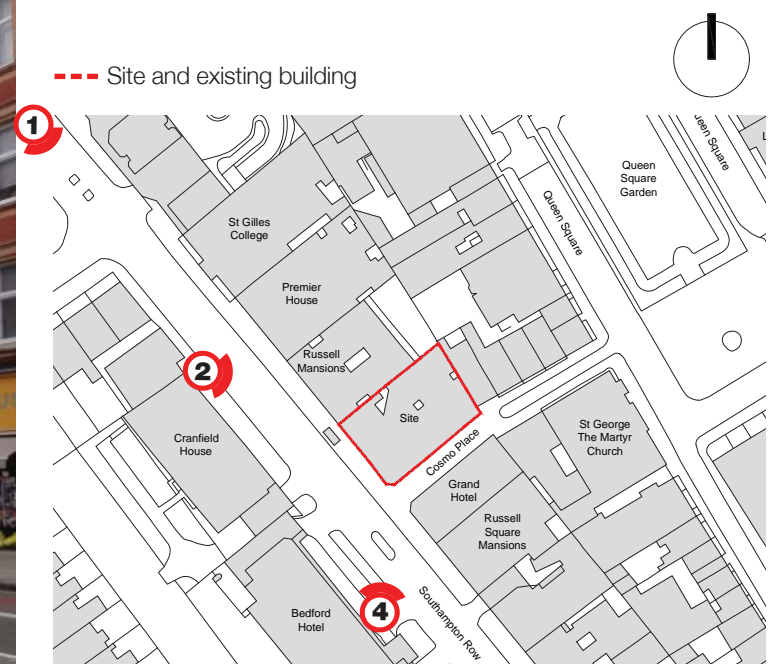 Site and existing building
1
Queen
Square
Garden
Queen Square
Queen Square
St Gilles
College
Premier
House
Russell
Mansions
2
Site
Cranfield
House
Cosmo Place
St George
The Martyr
Church
Grand
Hotel
Russell
Square
Mansions
4
Bedford
Hotel
Southampton Row